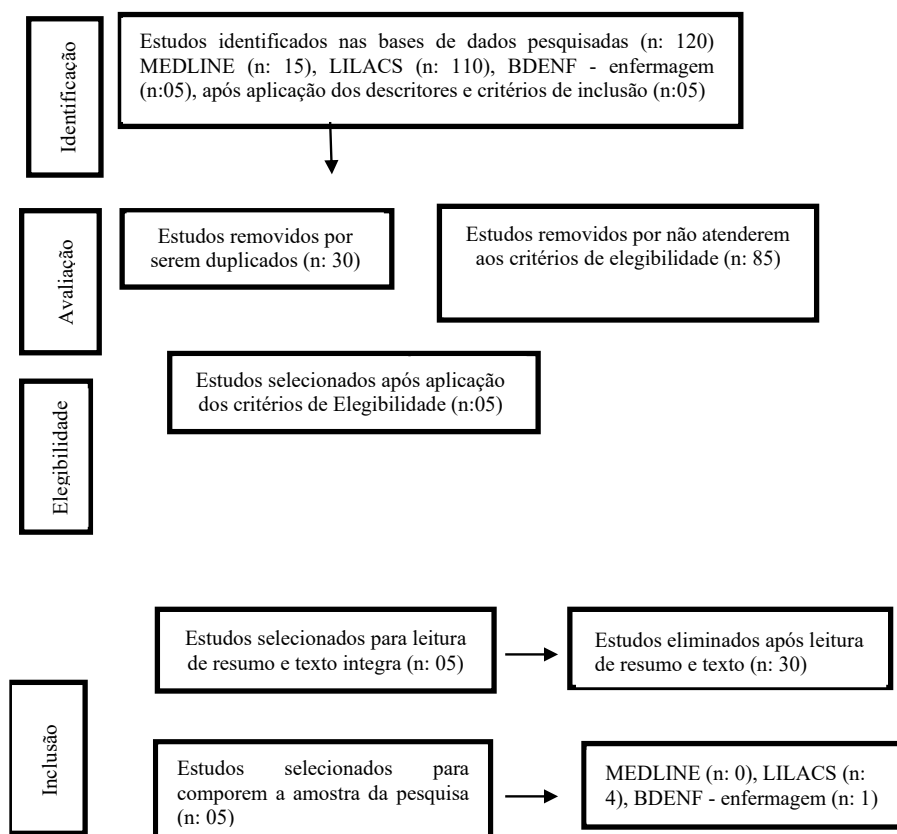 Identificação
Estudos identificados nas bases de dados pesquisadas (n: 120)
MEDLINE (n: 15), LILACS (n: 110), BDENF - enfermagem
(n:05), após aplicação dos descritores e critérios de inclusão (n:05)
Avaliação
Estudos removidos por
serem duplicados (n: 30)
Estudos removidos por não atenderem
aos critérios de elegibilidade (n: 85)
Elegibilidade
Estudos selecionados após aplicação
dos critérios de Elegibilidade (n:05)
Estudos selecionados para leitura
de resumo e texto integra (n: 05)
Estudos eliminados após leitura
de resumo e texto (n: 30)
Inclusão
Estudos selecionados para
comporem a amostra da pesquisa
(n: 05)
MEDLINE (n: 0), LILACS (n:
4), BDENF - enfermagem (n: 1)